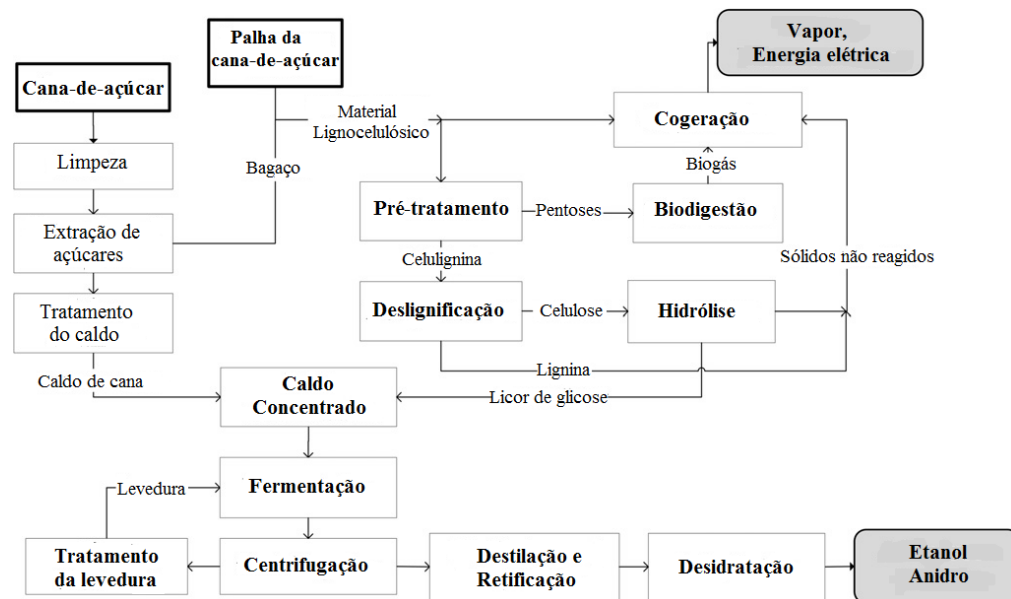 Palha da
cana-de-açúcar
Vapor,
Energia elétrica
Cana-de-açúcar
Material
Lignocelulósico
Cogeração
Limpeza
Bagaço
Biogás
Pré-tratamento
Pentoses
Biodigestão
Extração de
açúcares
Celulignina
Sólidos não reagidos
Tratamento
do caldo
Deslignificação
Celulose
Hidrólise
Lignina
Caldo de cana
Caldo
Concentrado
Licor de glicose
Levedura
Fermentação
Tratamento
da levedura
Centrifugação
Destilação e
Retificação
Desidratação
Etanol
Anidro